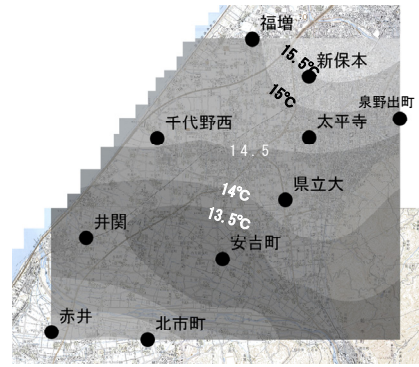 福増
15.5℃
新保本
15℃
泉野出町
千代野西
太平寺
14.5
県立大
14℃
13.5℃
井関
安吉町
赤井
北市町